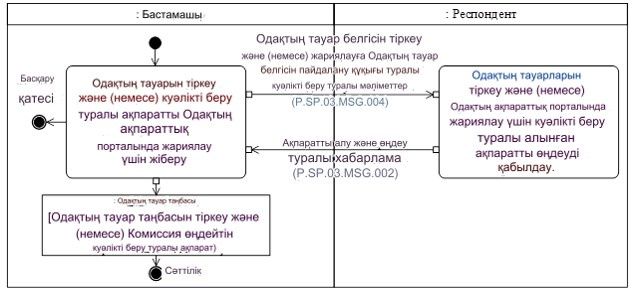 : Бастамашы
: Респондент
Одақтың тауар белгісін тіркеу
және (немесе) жариялауға Одақтың тауар
белгісін пайдалану құқығы туралы
куәлікті беру туралы мәліметтер
(P.SP.03.MSG.004)
Басқару
қатесі
Одақтың тауарын тіркеу
және (немесе) куәлікті беру
туралы ақпаратты Одақтың
ақпараттық
порталында жариялау
үшін жіберу
Одақтың тауарларын
тіркеу және (немесе)
Одақтың ақпараттық порталында
жариялау үшін куәлікті беру
туралы алынған
ақпаратты өңдеуді
қабылдау.
Ақпаратты алу және өңдеу
туралы хабарлама
(P.SP.03.MSG.002)
: Одақтың тауар таңбасы
[Одақтың тауар таңбасын тіркеу және
(немесе) Комиссия өңдейтін
куәлікті беру туралы ақпарат)
Сәттілік